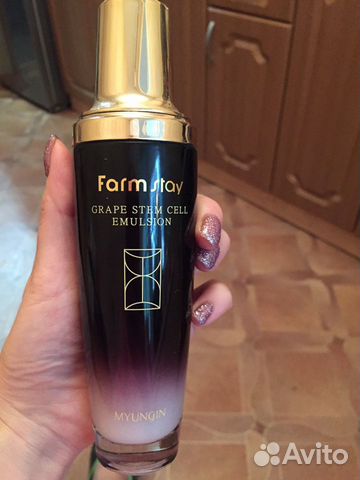 Farmstay
GRAPE STEM CELL
EMULSION
MYUNGIN
Avito